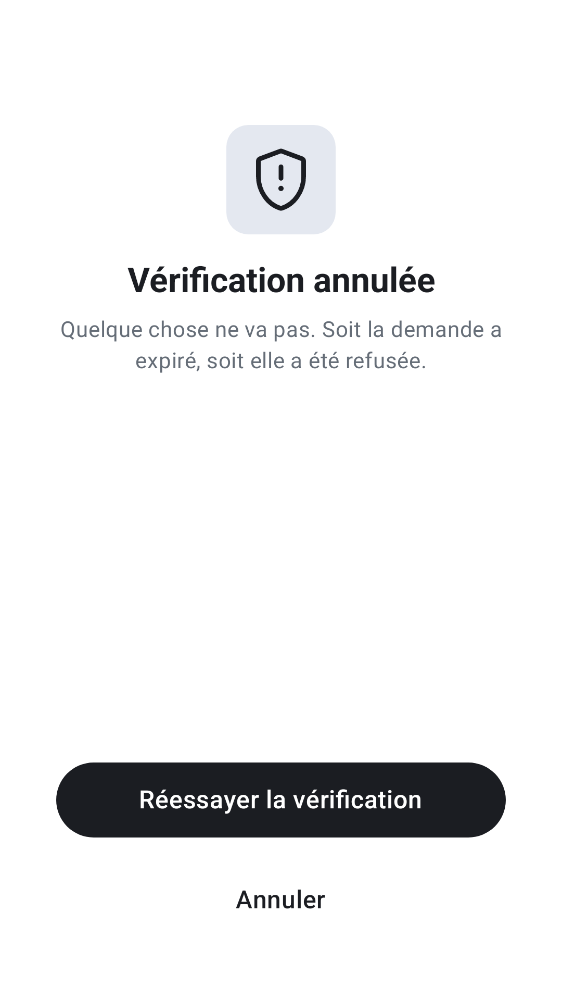 Vérification annulée
Quelque chose ne va pas. Soit la demande a
expiré, soit elle a été refusée.
Réessayer la vérification
Annuler